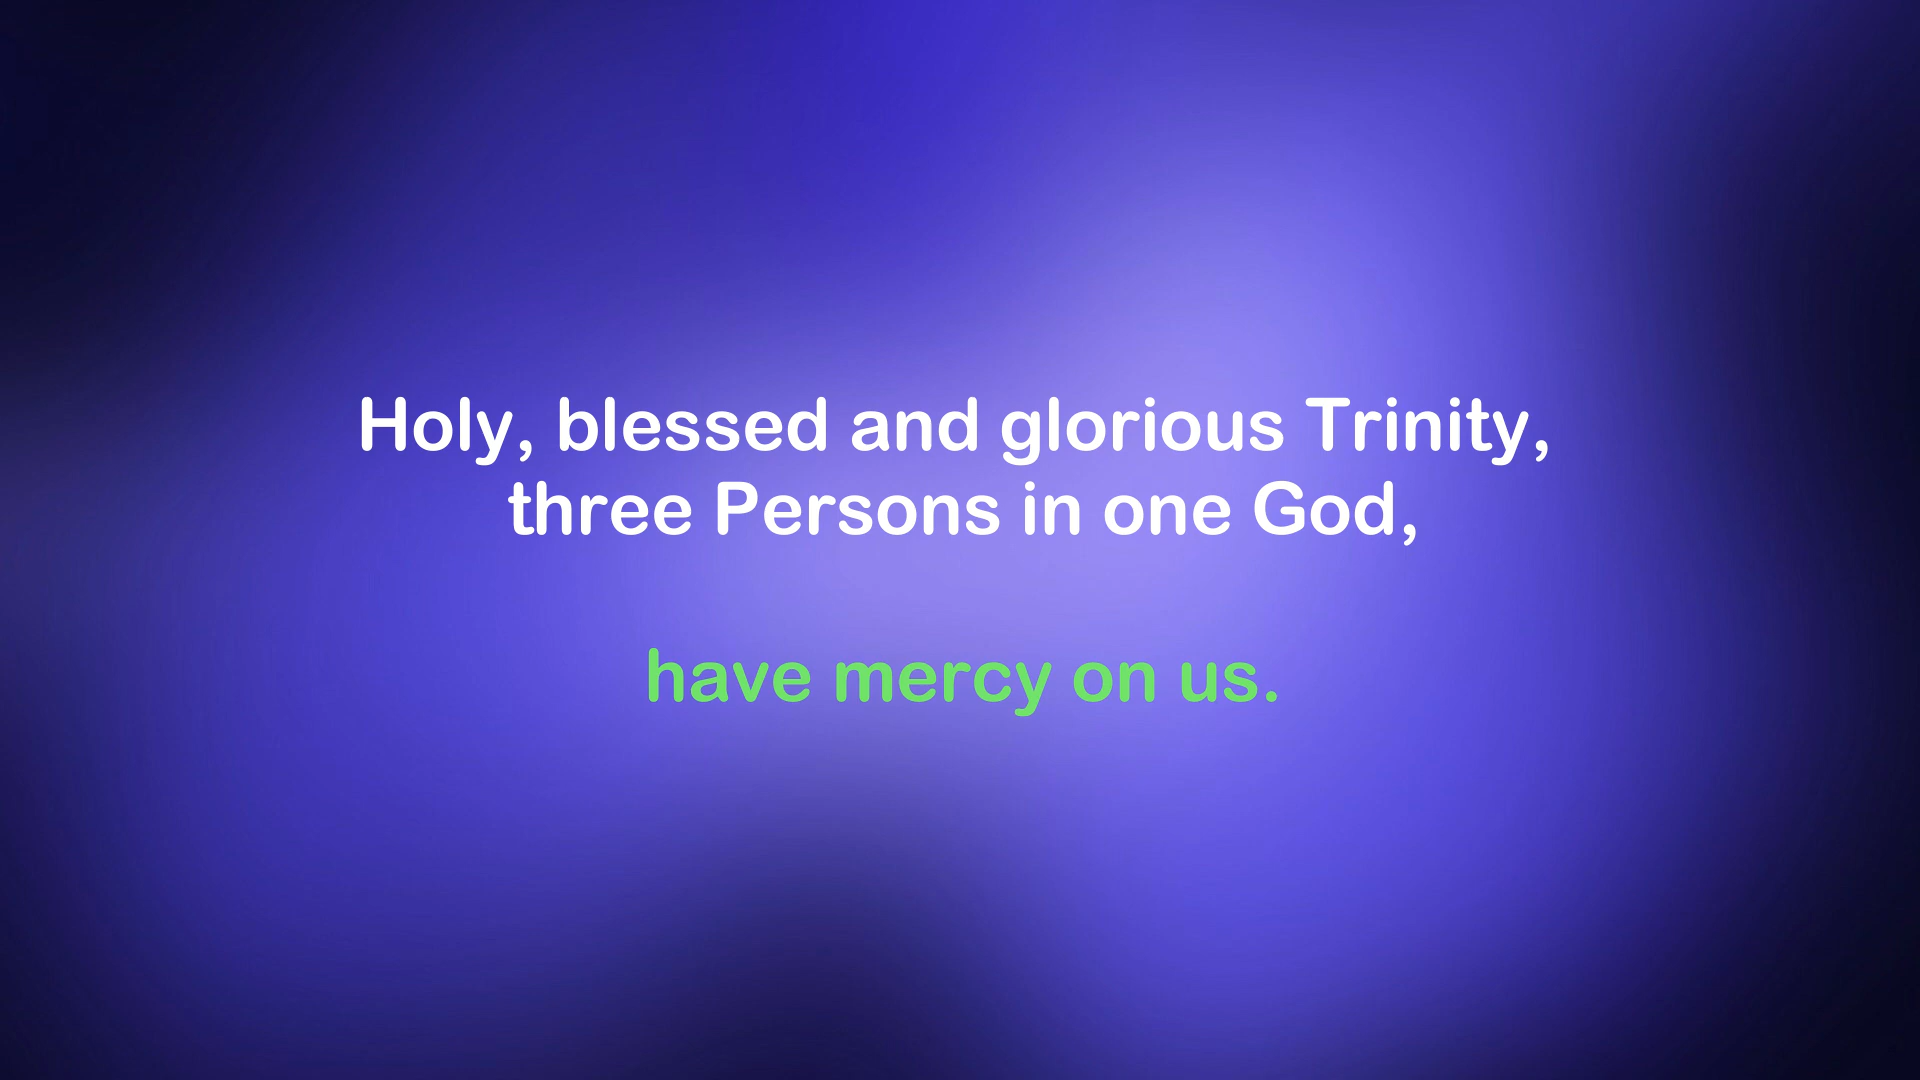 Holy, blessed and glorious Trinity,
three Persons in one God,
have mercy on us.